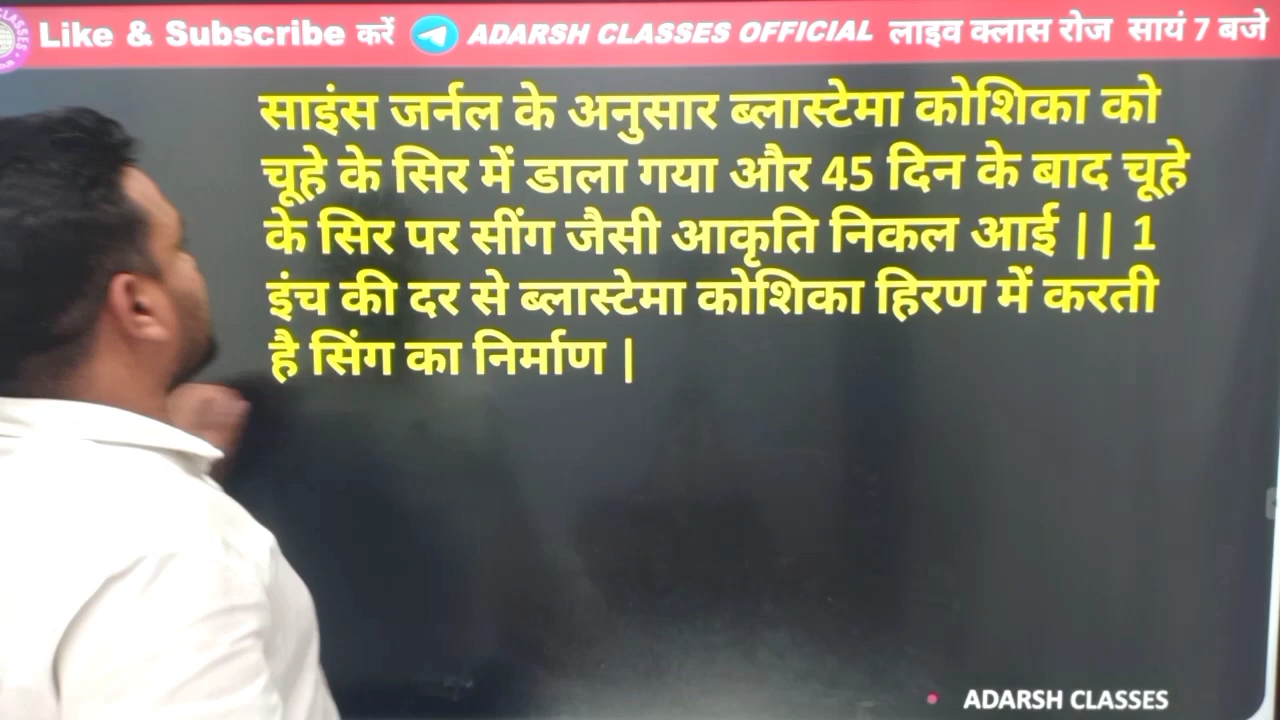 Like & Subscribe करें ADARSH CLASSES OFFICIAL लाइव क्लास रोज सायं 7 बजे
साइंस जर्नल के अनुसार ब्लास्टेमा कोशिका को
चूहे के सिर में डाला गया और 45 दिन के बाद चूहे
के सिर पर सींग जैसी आकृति निकल आई || 1
इंच की दर से ब्लास्टेमा कोशिका हिरण में करती
है सिंग का निर्माण |
ADARSH CLASSES